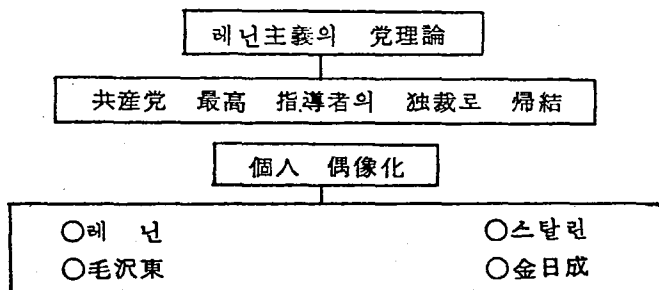 레닌主義의 党理論
共産党 最高 指導者의 独裁로 帰結
個人 偶像化
○레 닌 ○스탈린
○毛沢東 ○金日成